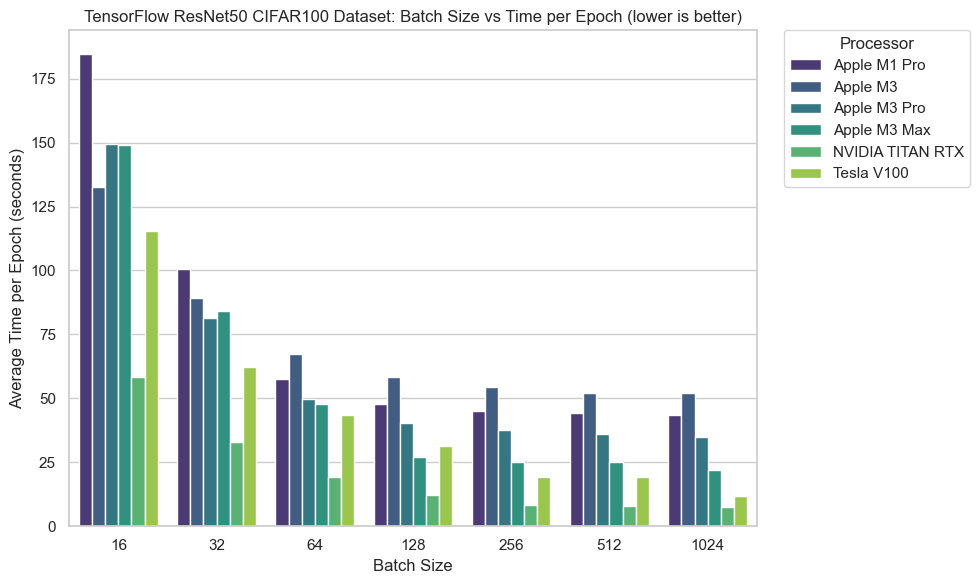 TensorFlow ResNet50 CIFAR100 Dataset: Batch Size vs Time per Epoch (lower is better)
Processor
Apple M1 Pro
Apple M3
Apple M3 Pro
Apple M3 Max
NVIDIA TITAN RTX
Tesla V100
Average Time per Epoch (seconds)
175
150
125
100
75
50
25
0
16 32 64 128 256 512 1024
Batch Size